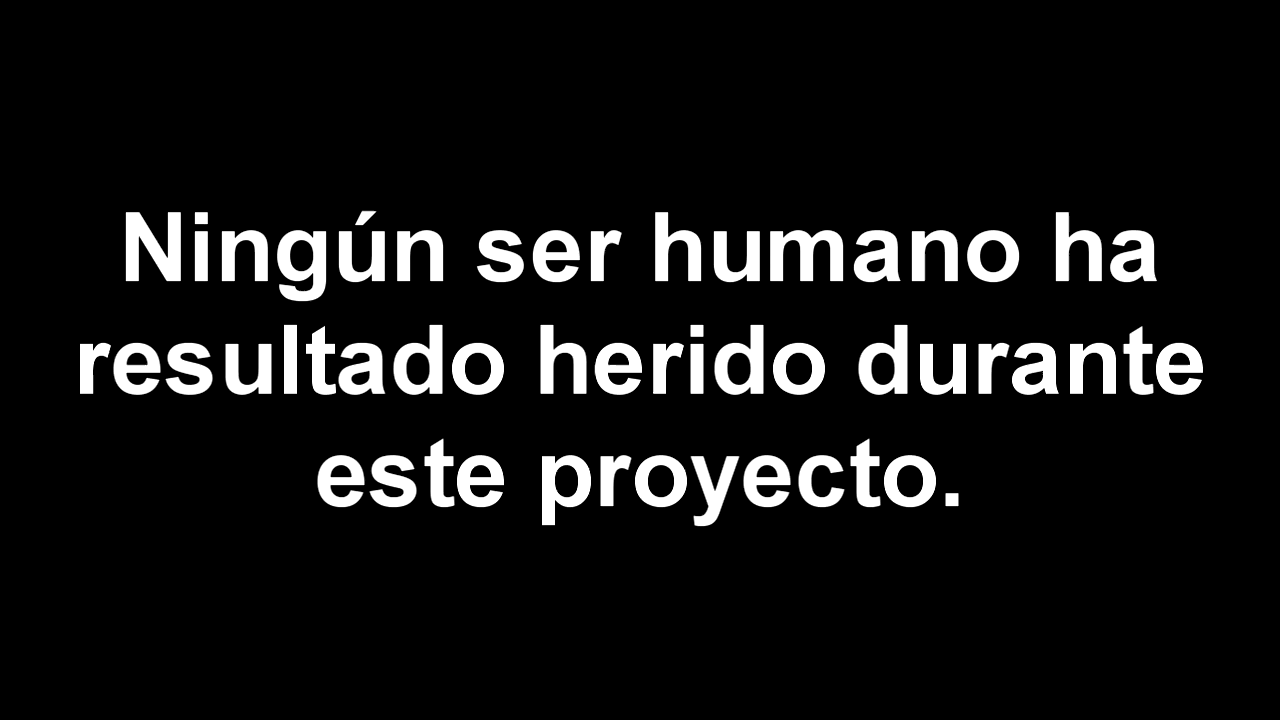 Ningún ser humano ha
resultado herido durante
este proyecto.